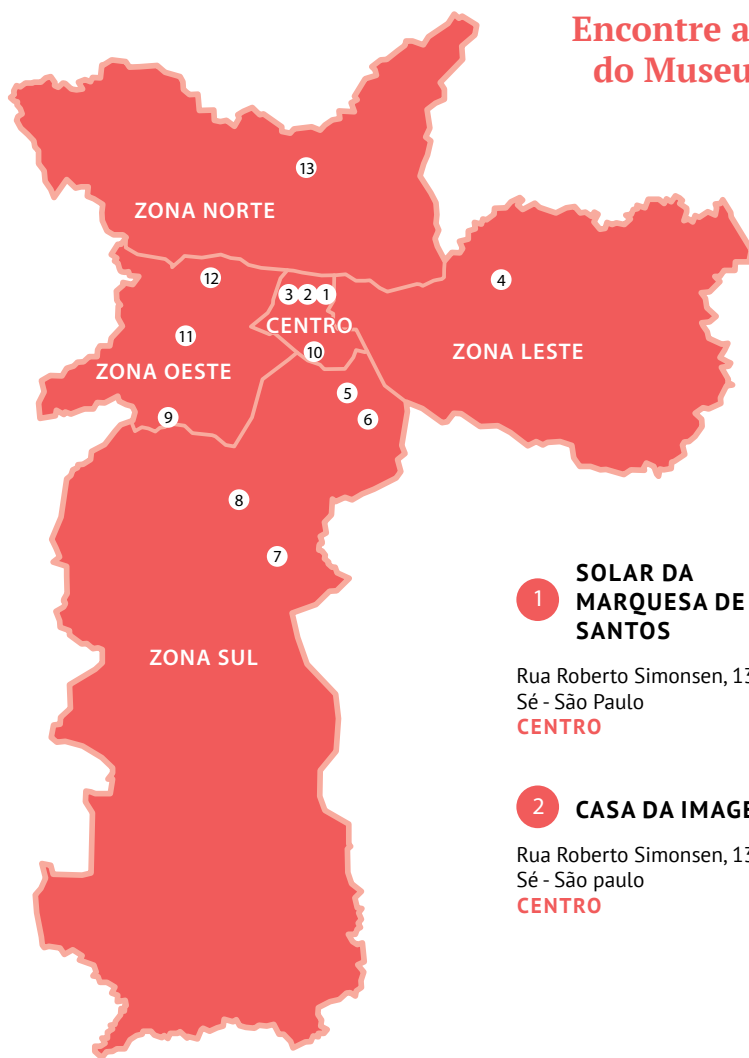 Encontre a
do Museu
13
ZONA NORTE
12
4
3 2 1
CENTRO
11
10
ZONA LESTE
ZONA OESTE
5
9
6
8
7
ZONA SUL
1
SOLAR DA
MARQUESA DE
SANTOS
Rua Roberto Simonsen, 13
Sé - São Paulo
CENTRO
2
CASA DA IMAGE
Rua Roberto Simonsen, 13
Sé - São paulo
CENTRO